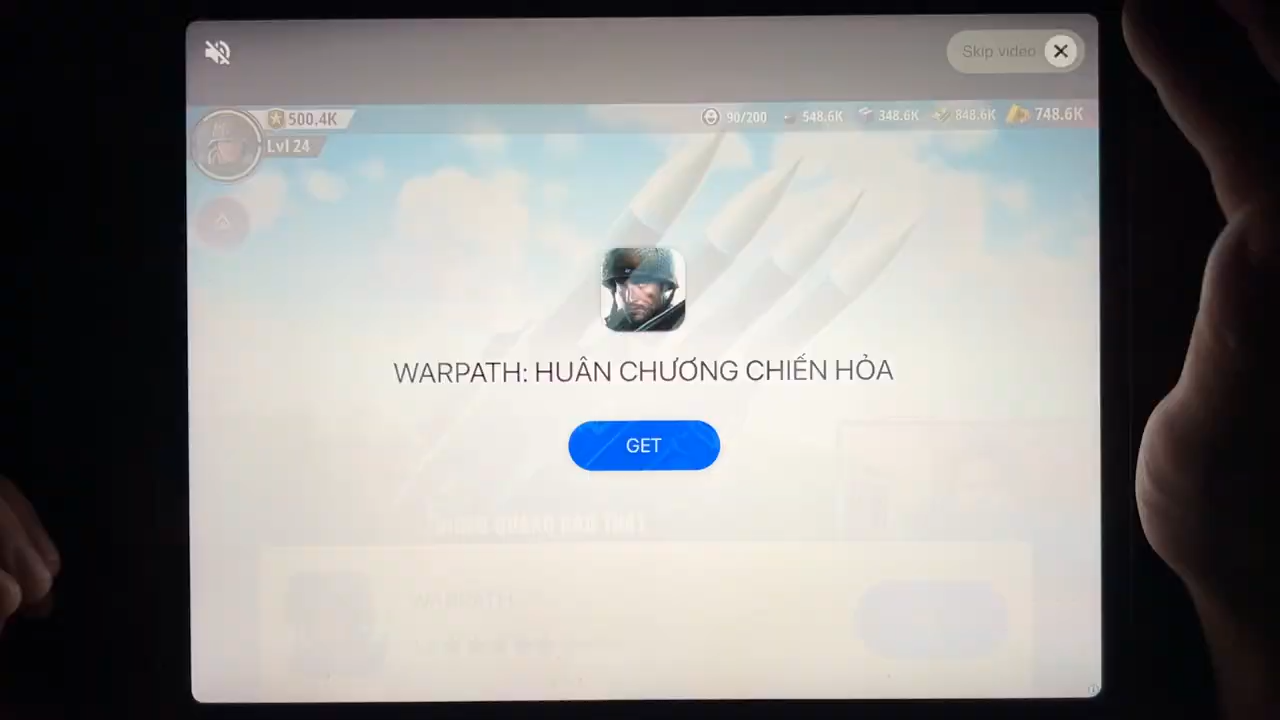 Skip video
500.4K
90/200
548.6K
348.6K
848.6K
748.6K
Lvl 24
WARPATH: HUÂN CHƯƠNG CHIẾN HỎA
GET
WARPATH